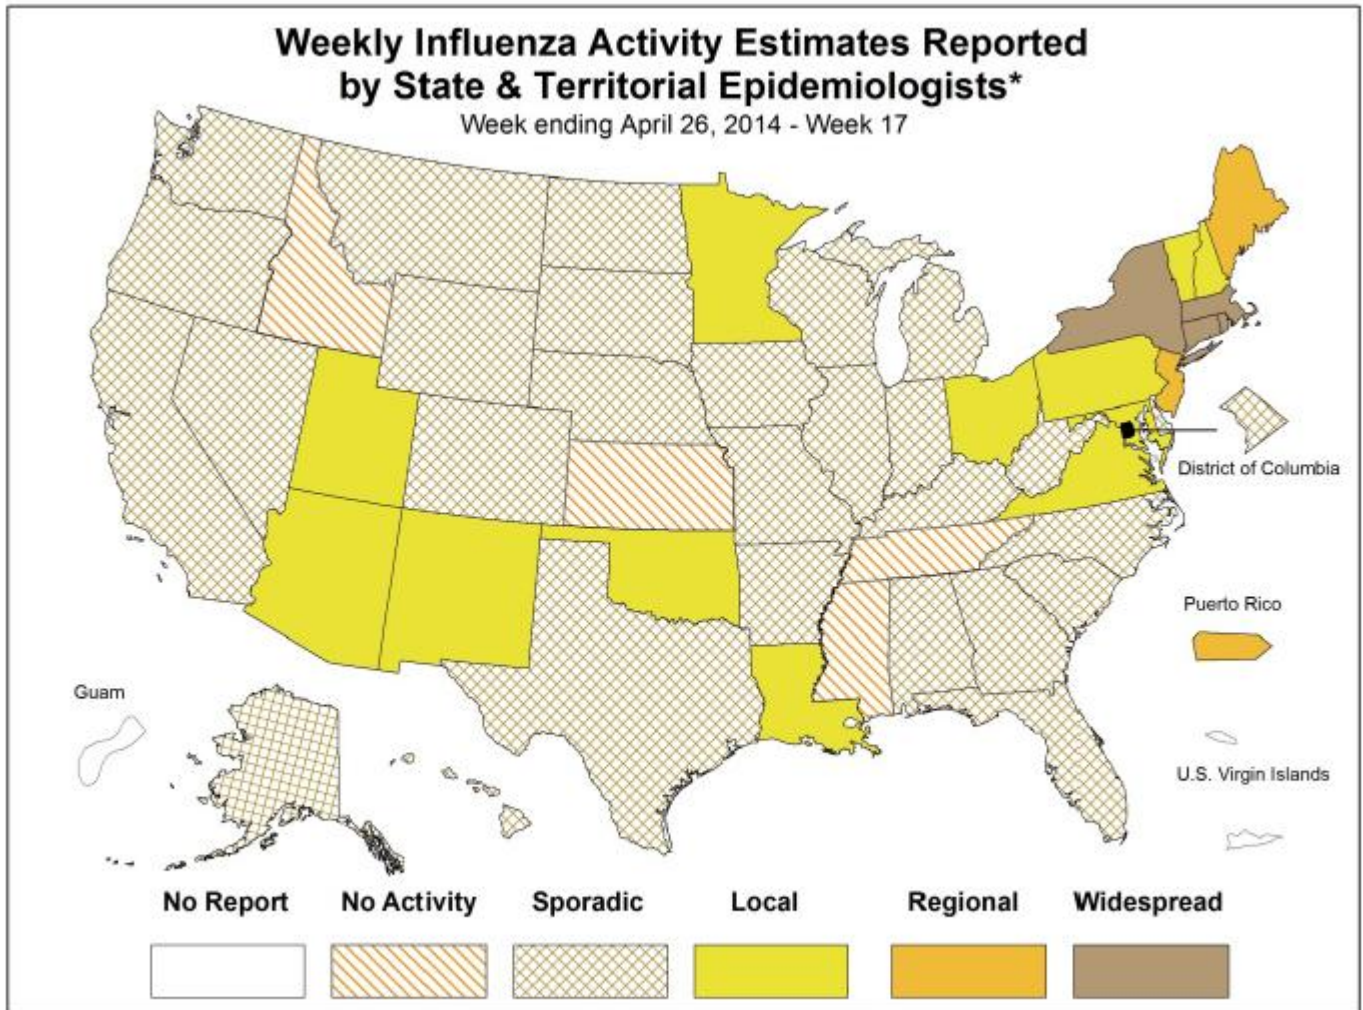 Weekly Influenza Activity Estimates Reported
by State & Territorial Epidemiologists*
Week ending April 26, 2014 - Week 17
District of Columbia
Puerto Rico
Guam
U.S. Virgin Islands
No Report No Activity Sporadic Local Regional Widespread